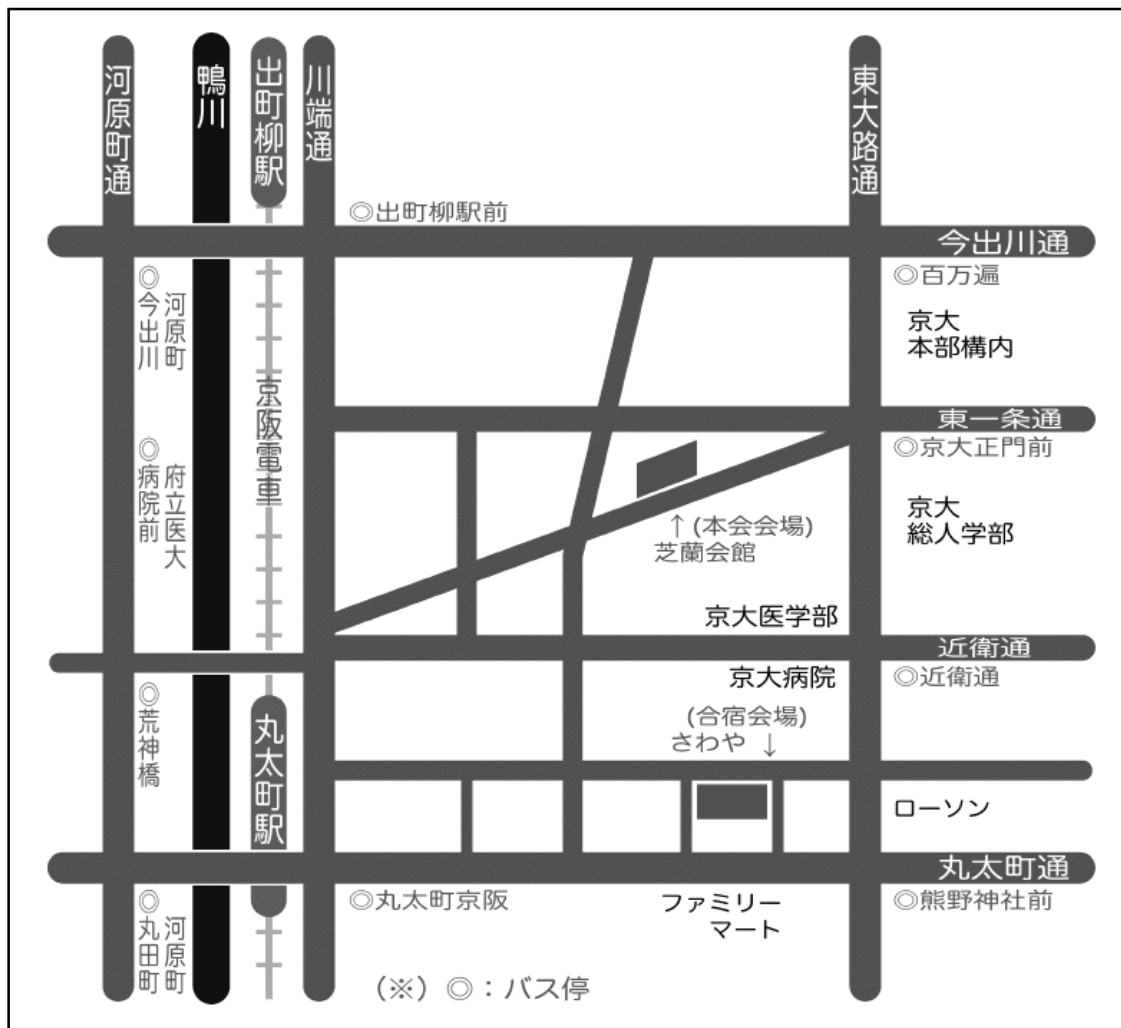 河原町通
鴨川
出町柳駅
川端通
東大路通
◎出町柳駅前
今出川通
◎百万遍
◎河原町
今出川
京大
本部構内
京阪電車
東一条通
◎京大正門前
◎府立医大
病院前
京大
総人学部
↑(本会会場)
芝蘭会館
京大医学部
近衛通
京大病院
◎近衛通
◎荒神橋
丸太町駅
(合宿会場)
さわや ↓
ローソン
丸太町通
◎丸太町京阪
ファミリー
マート
◎熊野神社前
◎河原町
丸田町
(※) ◎:バス停